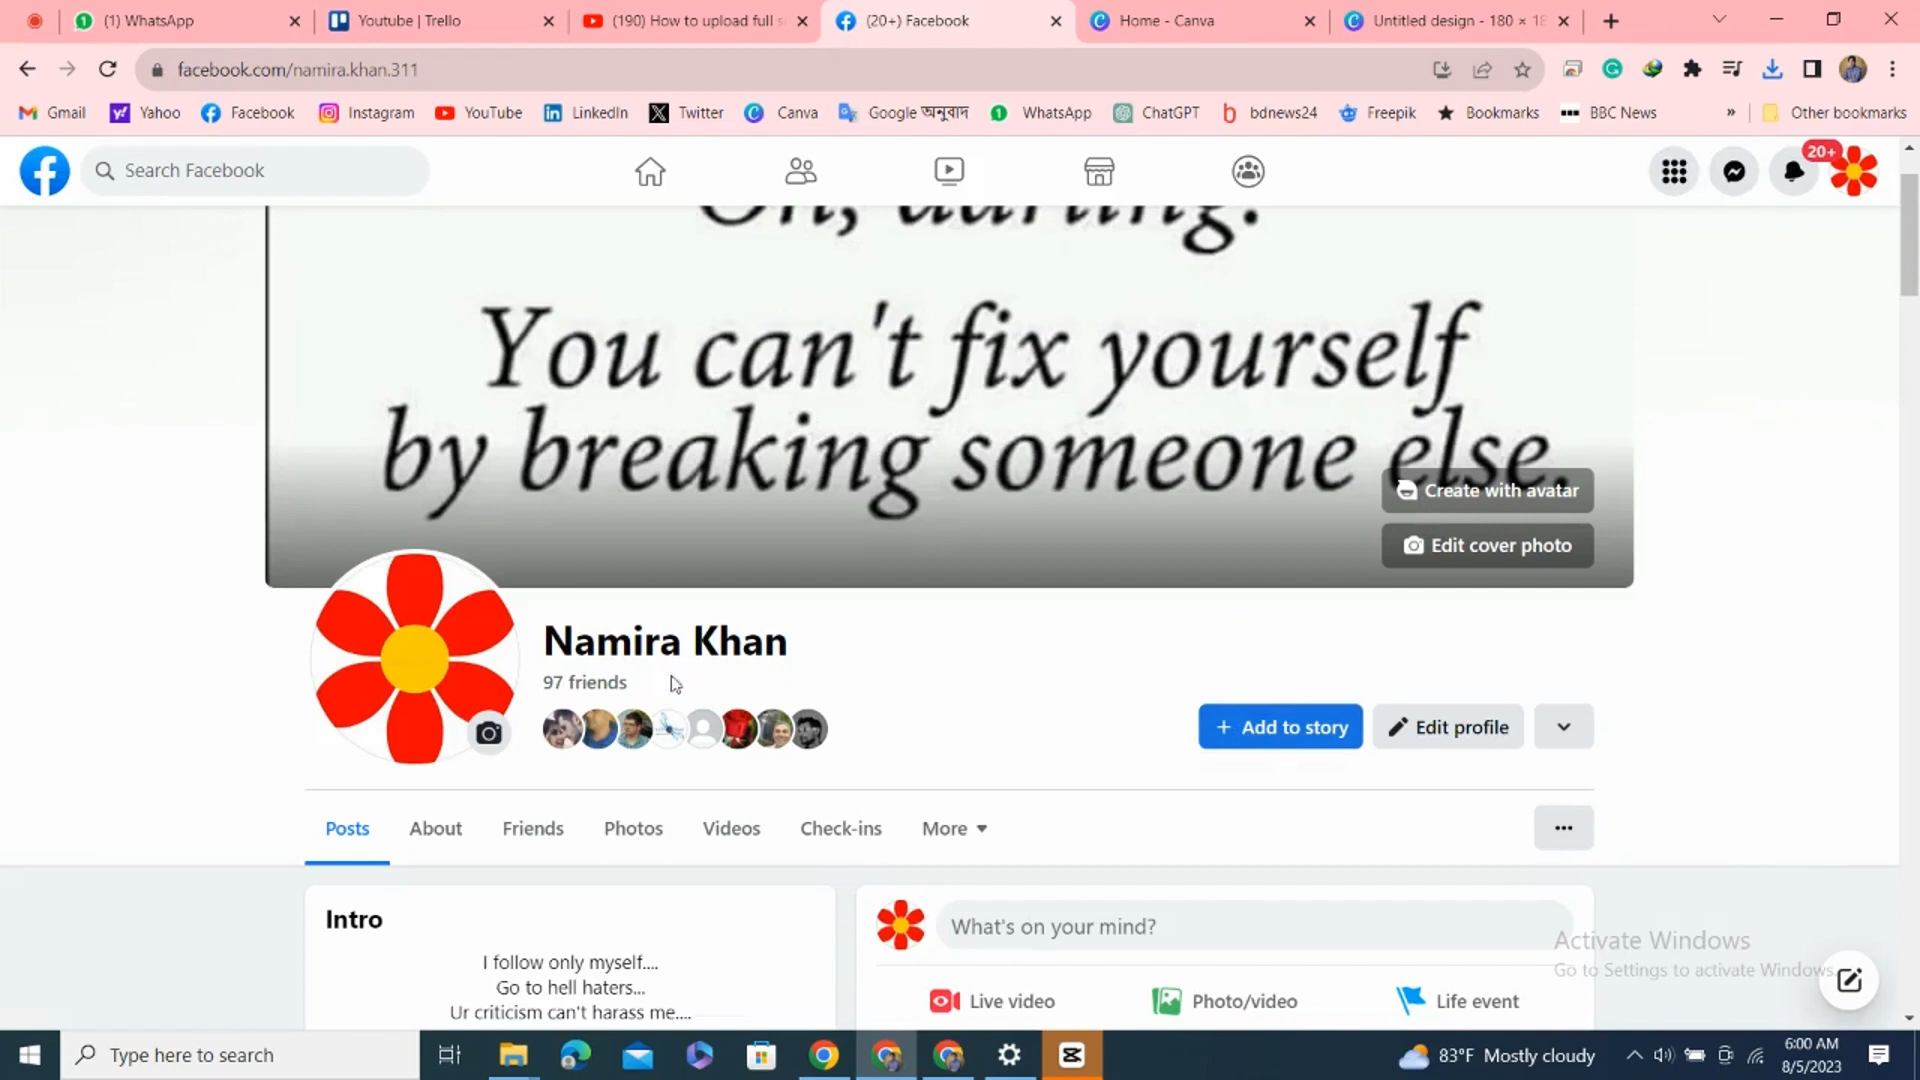 (1) WhatsApp
Youtube | Trello
(190) How to upload full s
(20+) Facebook
Home - Canva
Untitled design - 180 × 18
facebook.com/namira.khan.311
Gmail
Yahoo
Facebook
Instagram
YouTube
LinkedIn
Twitter
Canva
Google অনুবাদ
WhatsApp
ChatGPT
bdnews24
Freepik
Bookmarks
BBC News
»
Other bookmarks
Search Facebook
20+
Oh, darling.
You can't fix yourself
by breaking someone else.
Create with avatar
Edit cover photo
Namira Khan
97 friends
+ Add to story
Edit profile
Posts
About
Friends
Photos
Videos
Check-ins
More
Intro
I follow only myself....
Go to hell haters...
Ur criticism can't harass me....
What's on your mind?
Live video
Photo/video
Life event
Activate Windows
Go to Settings to activate Windows.
Type here to search
83°F Mostly cloudy
6:00 AM
8/5/2023